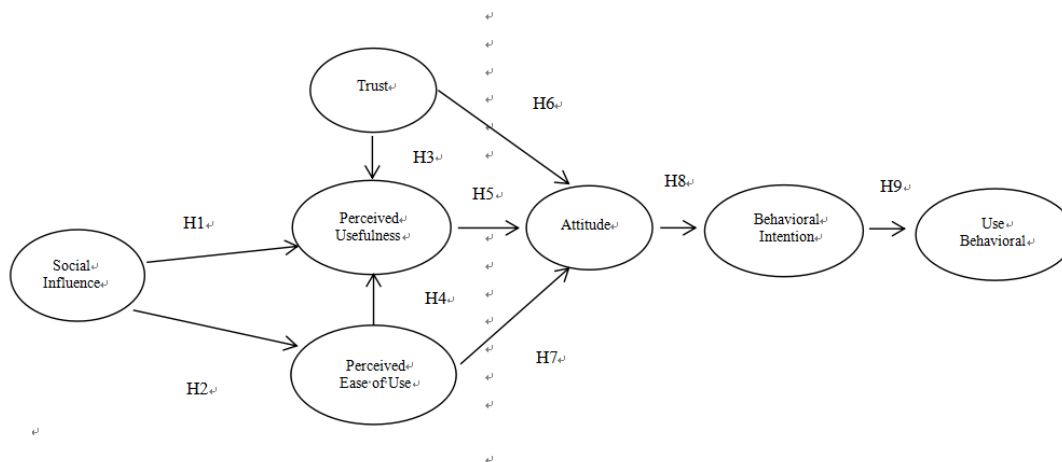 Trust
H6
H3
H5
H8
H9
H1
Perceived
Usefulness
Attitude
Behavioral
Intention
Use
Behavioral
Social
Influence
H4
H2
Perceived
Ease of Use
H7